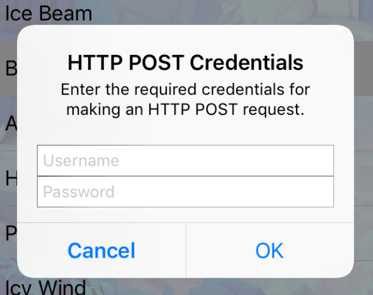 Ice Beam
B
HTTP POST Credentials
Enter the required credentials for
making an HTTP POST request.
A
Username
H
Password
P
Cancel
OK
Icy Wind